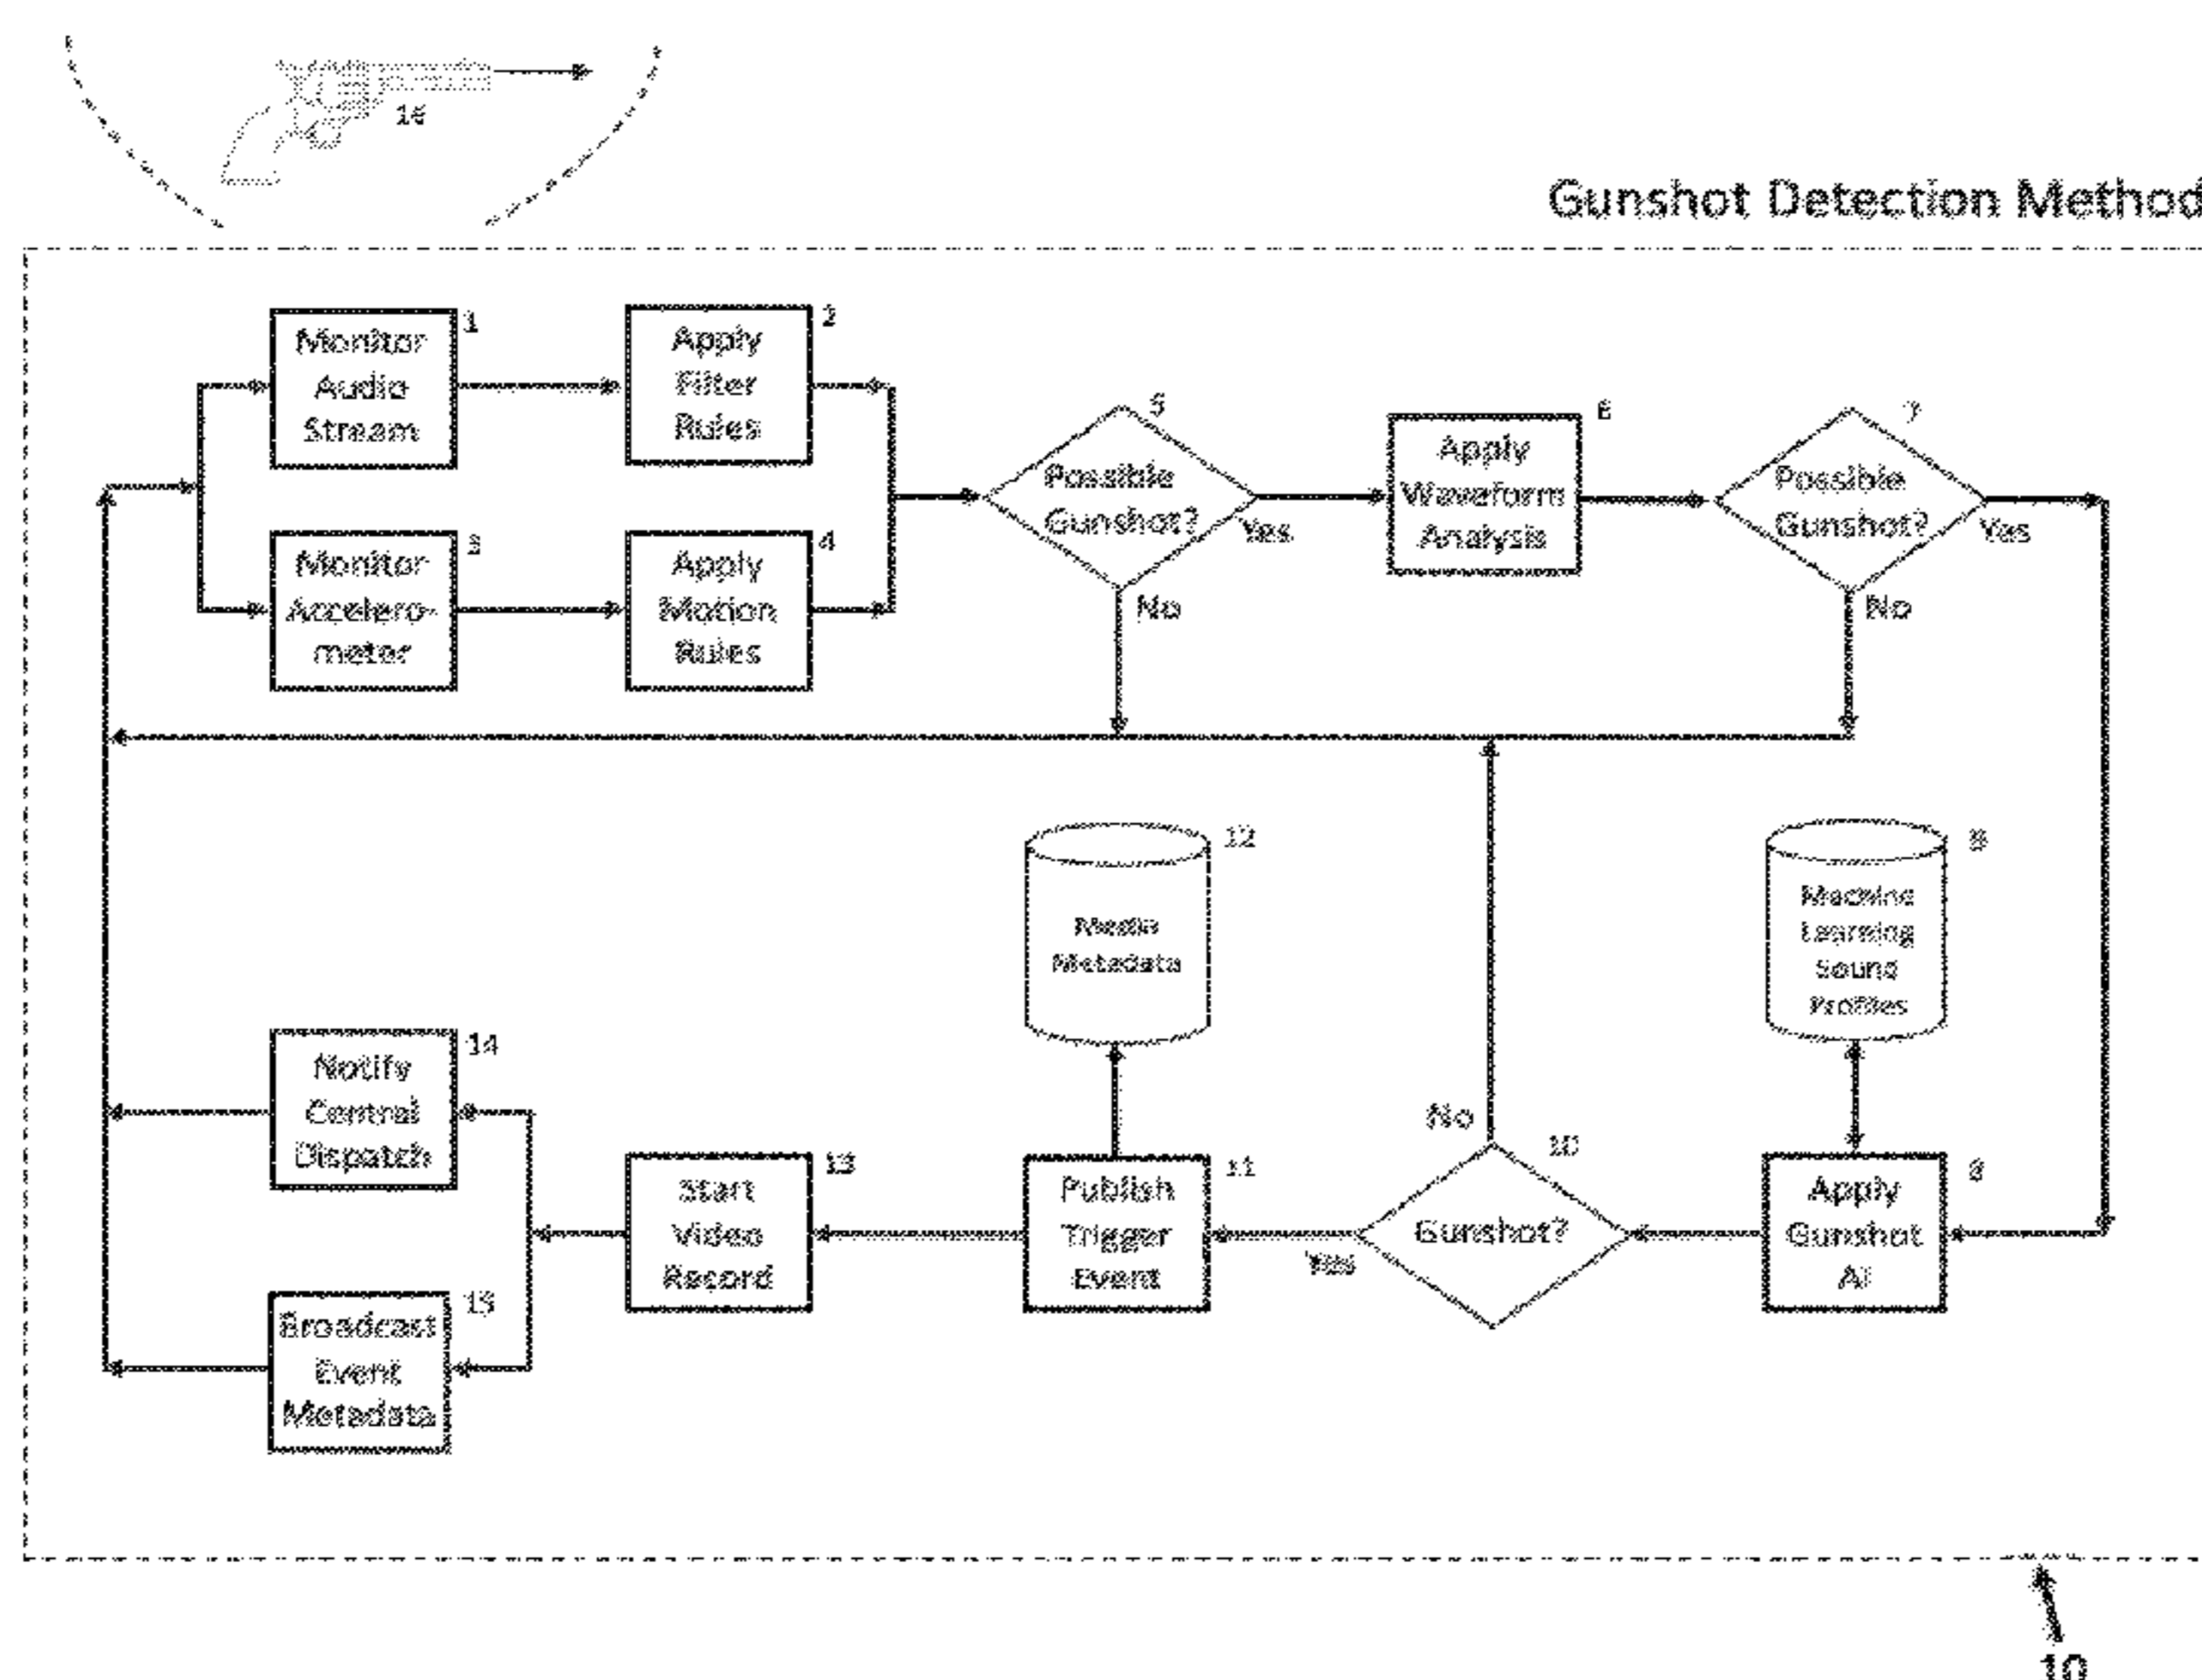 16
Gunshot Detection Method
1
Monitor
Audio
Stream
2
Apply
Filter
Rules
3
Monitor
Accelero-
meter
4
Apply
Motion
Rules
5
Possible
Gunshot?
Yes
No
6
Apply
Waveform
Analysis
7
Possible
Gunshot?
Yes
No
12
Media
Metadata
9
Machine
Learning
Sound
Profiles
14
Notify
Central
Dispatch
13
Start
Video
Record
11
Publish
Trigger
Event
No
10
Gunshot?
Yes
8
Apply
Gunshot
AI
15
Broadcast
Event
Metadata
10